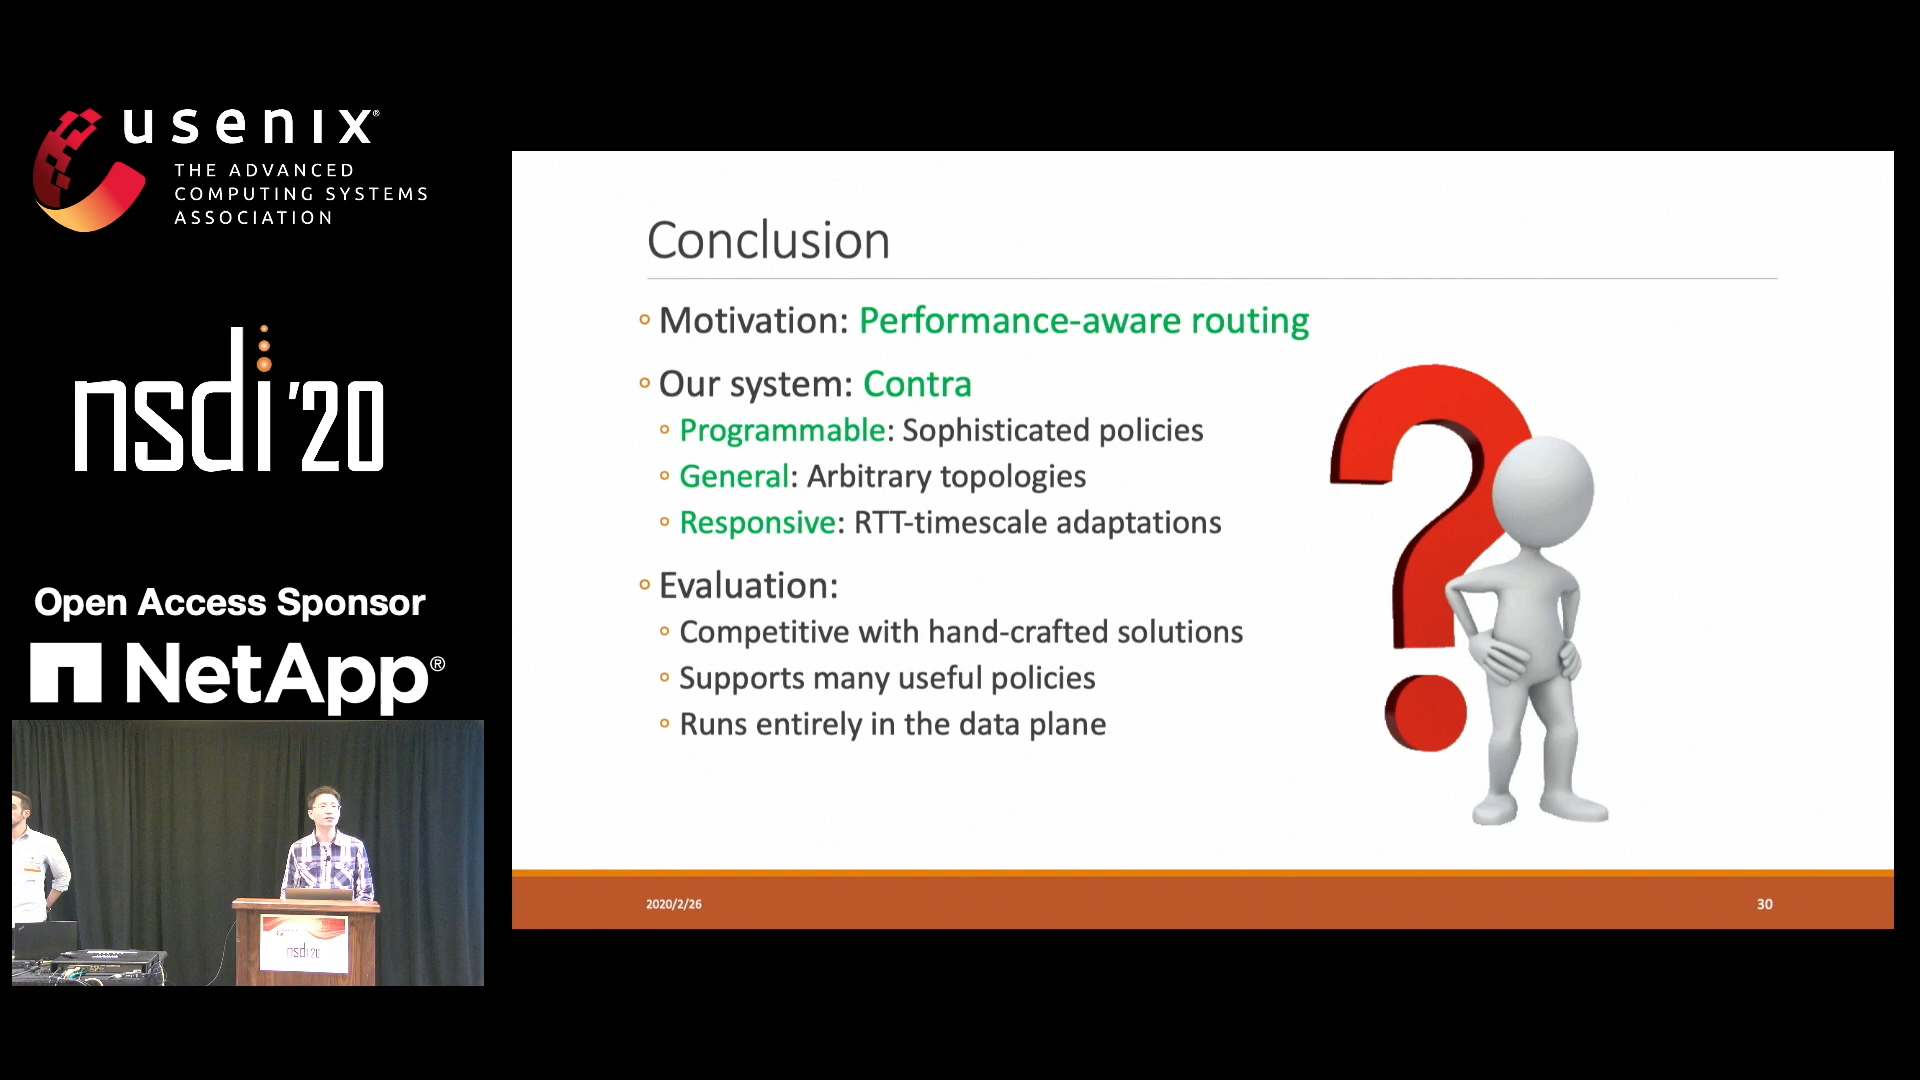 usenix®
THE ADVANCED
COMPUTING SYSTEMS
ASSOCIATION
nsdi '20
Open Access Sponsor
NetApp®
nsdi 20
Conclusion
◦ Motivation: Performance-aware routing
◦ Our system: Contra
◦ Programmable: Sophisticated policies
◦ General: Arbitrary topologies
◦ Responsive: RTT-timescale adaptations
◦ Evaluation:
◦ Competitive with hand-crafted solutions
◦ Supports many useful policies
◦ Runs entirely in the data plane
?
2020/2/26
30